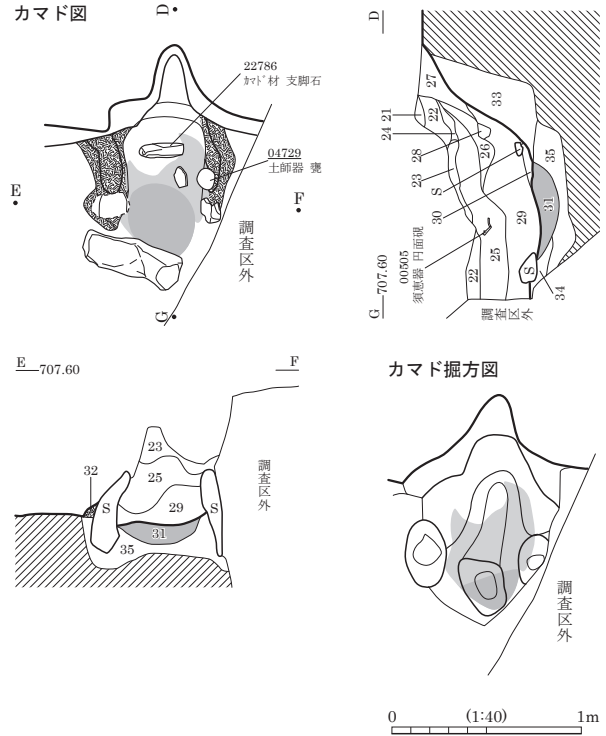 カマド図
D
22786
ｶﾏﾄﾞ材 支脚石
04729
土師器 甕
E
F
調査区外
G
D
27
33
21
22
24
28
26
35
23
S
30
31
29
25
00505
須恵器 円面硯
22
S
34
G 707.60
調査区外
E 707.60
F
23
25
32
29
S
S
31
35
調査区外
カマド掘方図
調査区外
0 (1:40) 1m